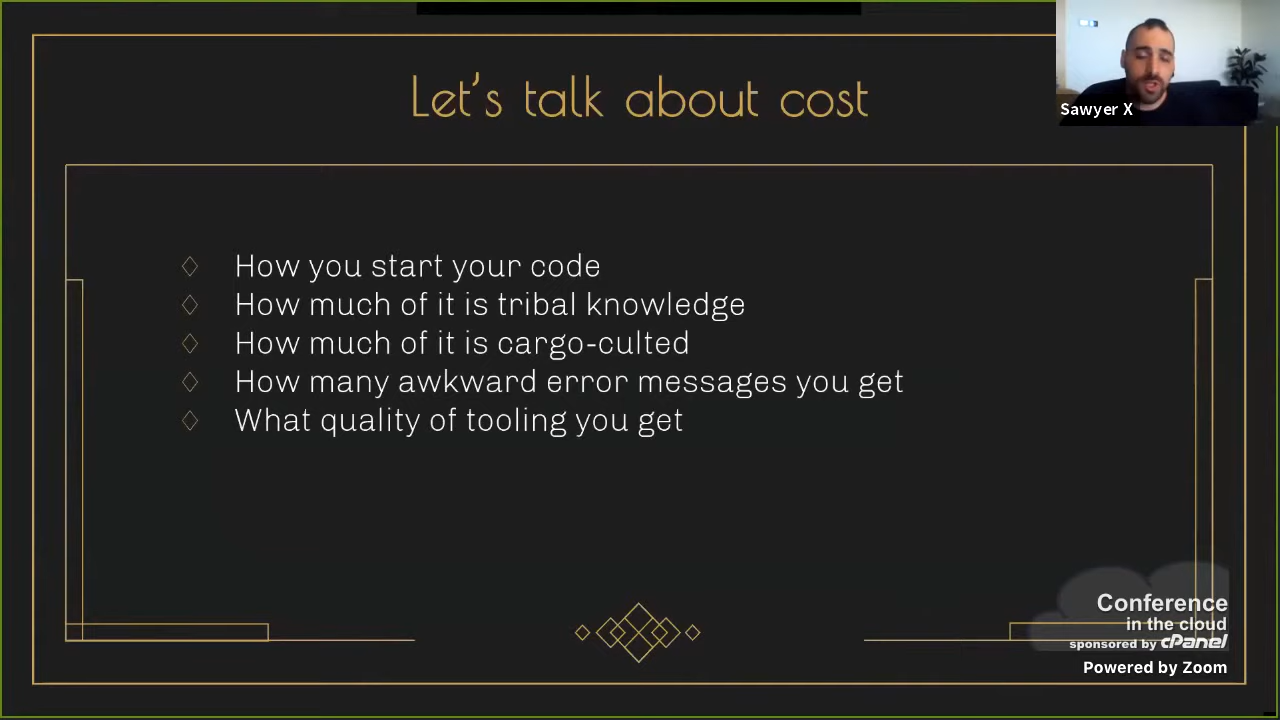 Let's talk about cost
Sawyer X
How you start your code
How much of it is tribal knowledge
How much of it is cargo-culted
How many awkward error messages you get
What quality of tooling you get
Conference
in the cloud
sponsored by cPanel
Powered by Zoom